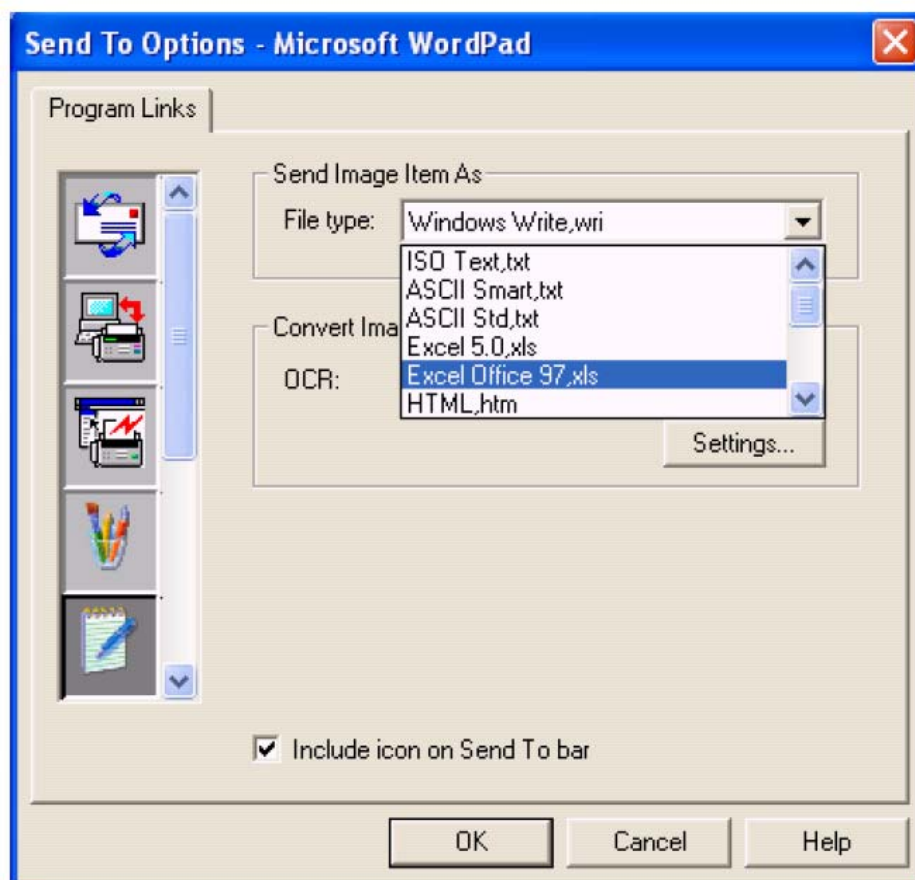 Send To Options - Microsoft WordPad
Program Links
Send Image Item As
File type: Windows Write,wri
ISO Text,txt
ASCII Smart,txt
ASCII Std,txt
Excel 5.0,xls
Excel Office 97,xls
HTML,htm
Convert Ima
OCR:
Settings...
Include icon on Send To bar
OK Cancel Help